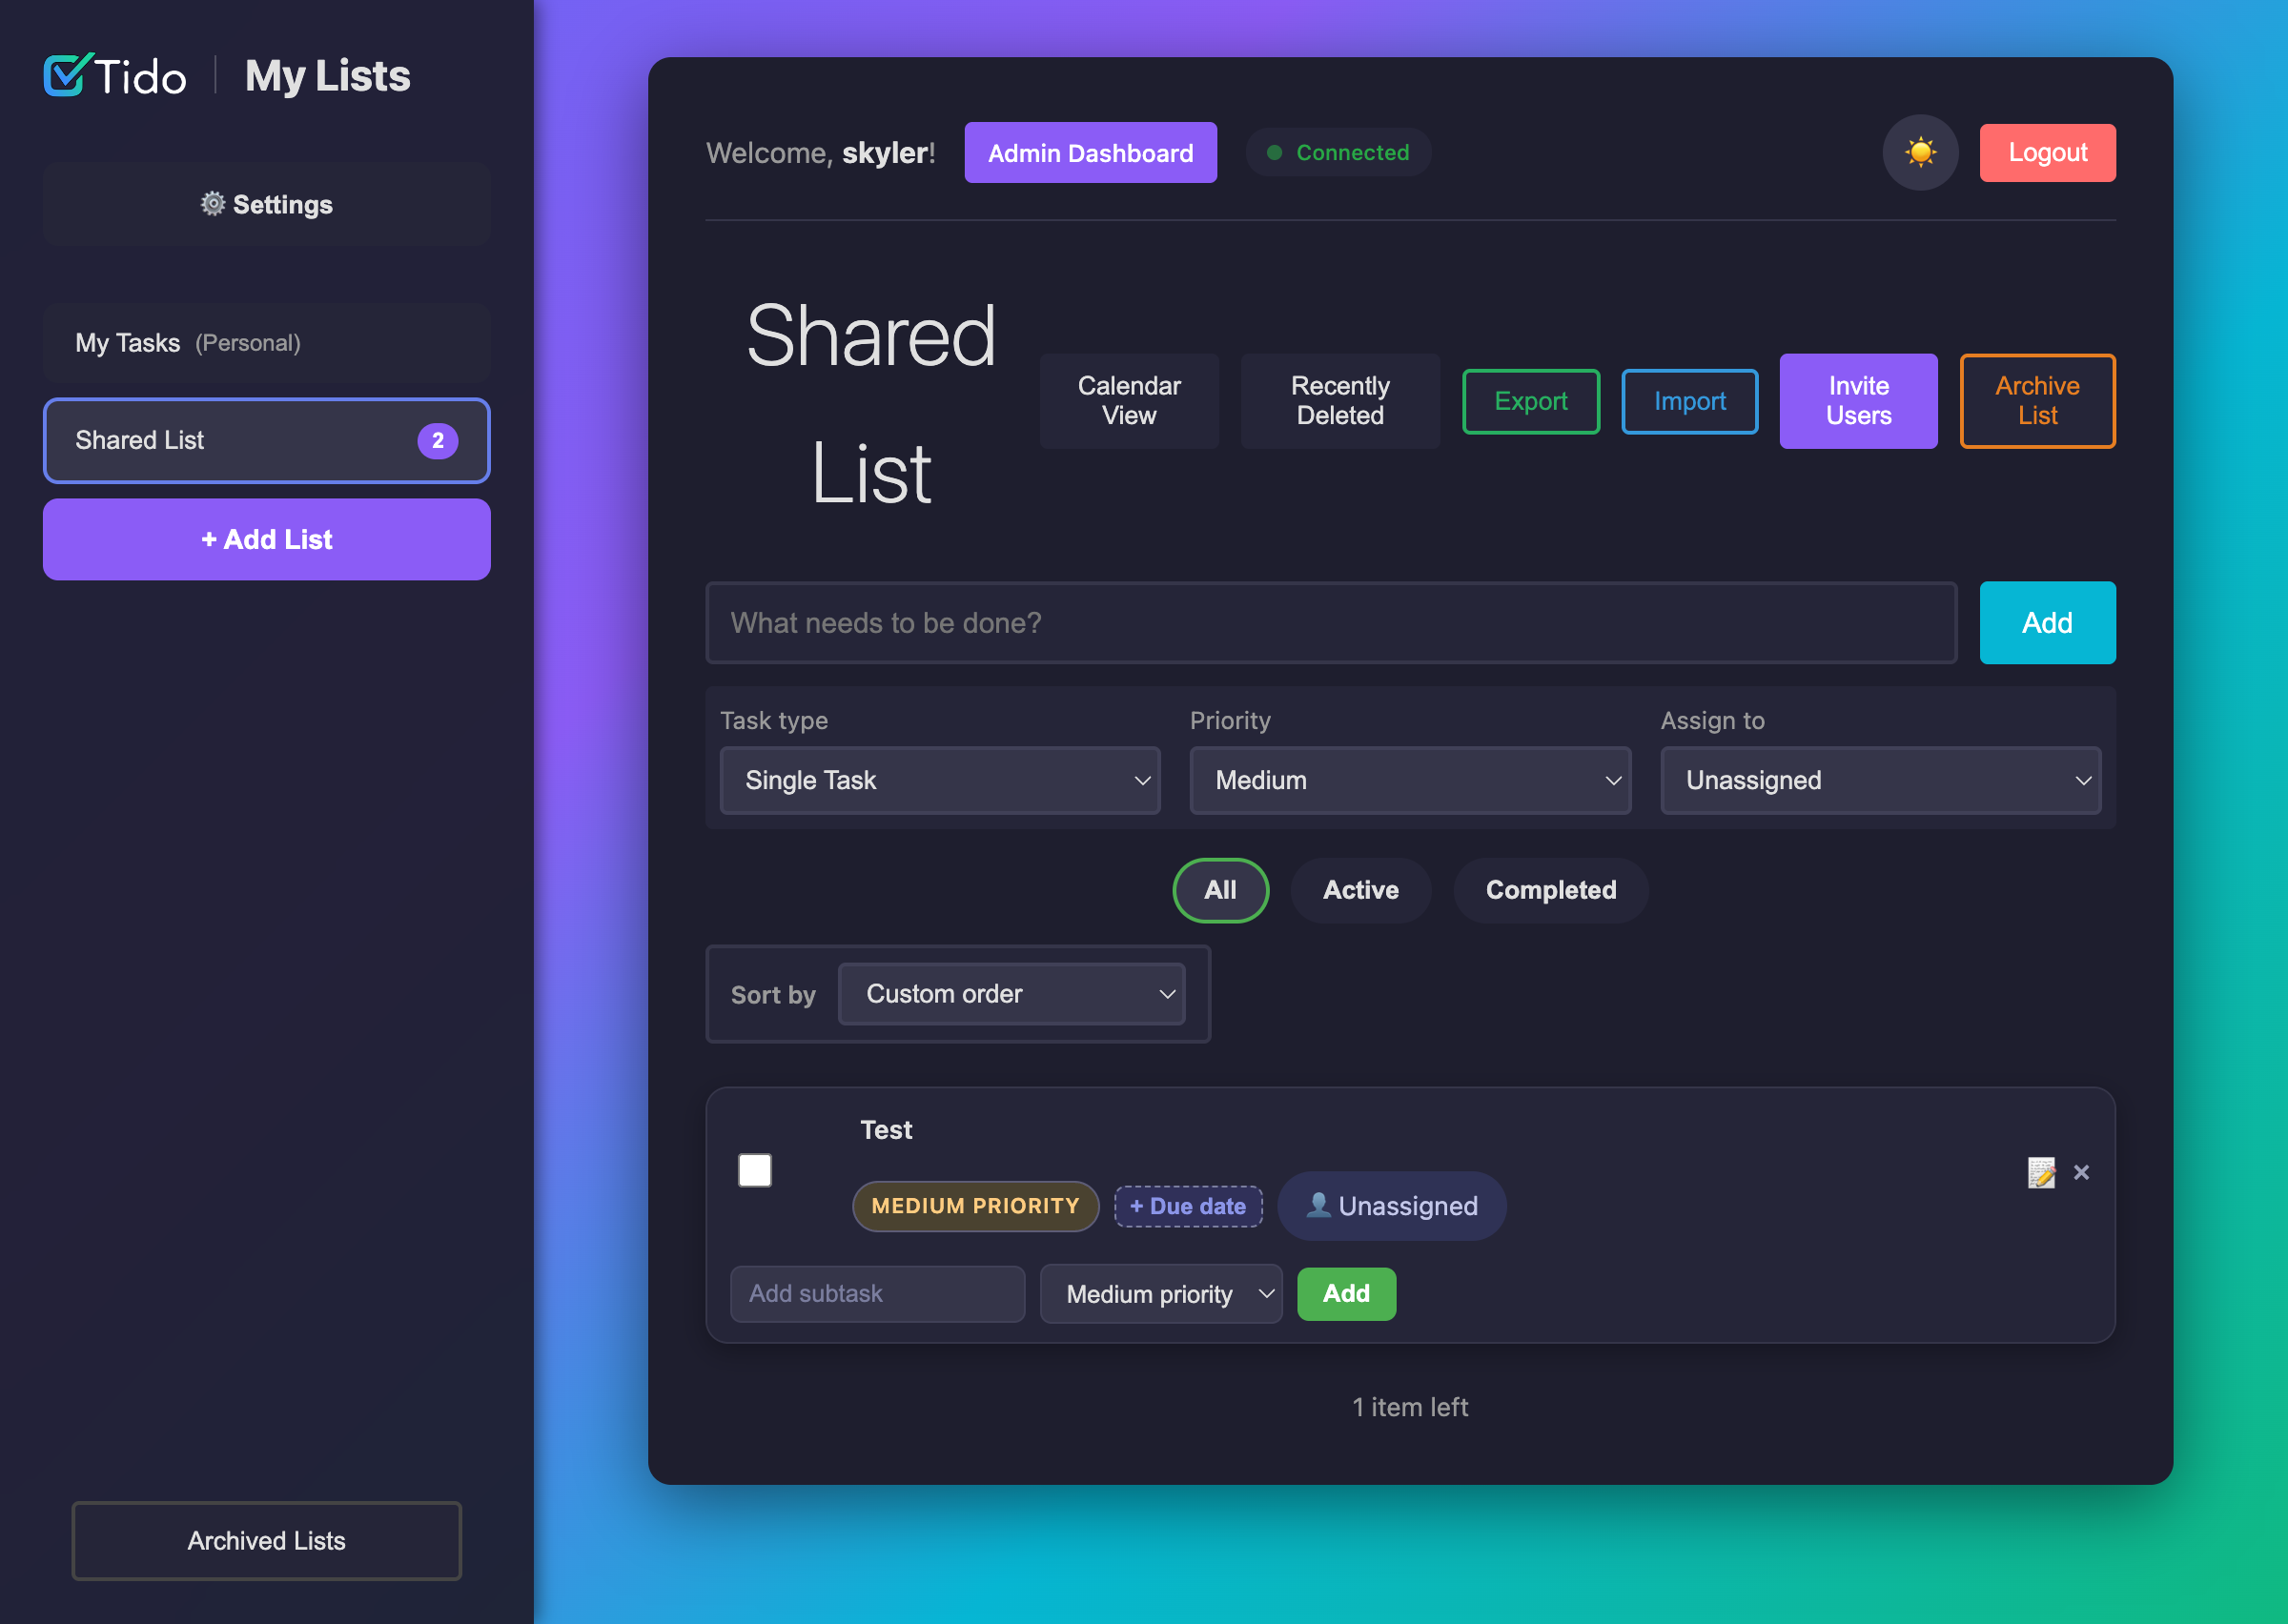 Tido
My Lists
Settings
My Tasks (Personal)
Shared List 2
+ Add List
Archived Lists
Welcome, skyler!
Admin Dashboard
Connected
Logout
Shared
List
Calendar
View
Recently
Deleted
Export
Import
Invite
Users
Archive
List
What needs to be done?
Add
Task type
Priority
Assign to
Single Task
Medium
Unassigned
All
Active
Completed
Sort by
Custom order
Test
MEDIUM PRIORITY
+ Due date
Unassigned
×
Add subtask
Medium priority
Add
1 item left